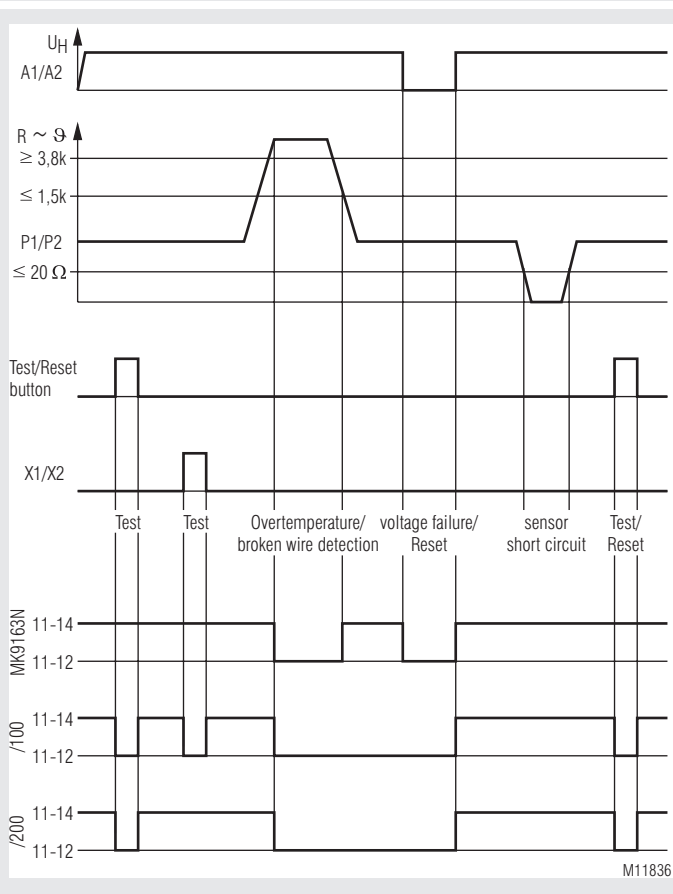 UH
A1/A2
R ~ ϑ
≥ 3,8k
≤ 1,5k
P1/P2
≤ 20 Ω
Test/Reset
button
X1/X2
Test
Test
Overtemperature/
broken wire detection
voltage failure/
Reset
sensor
short circuit
Test/
Reset
MK9163N
11-14
11-12
/100
11-14
11-12
/200
11-14
11-12
M11836